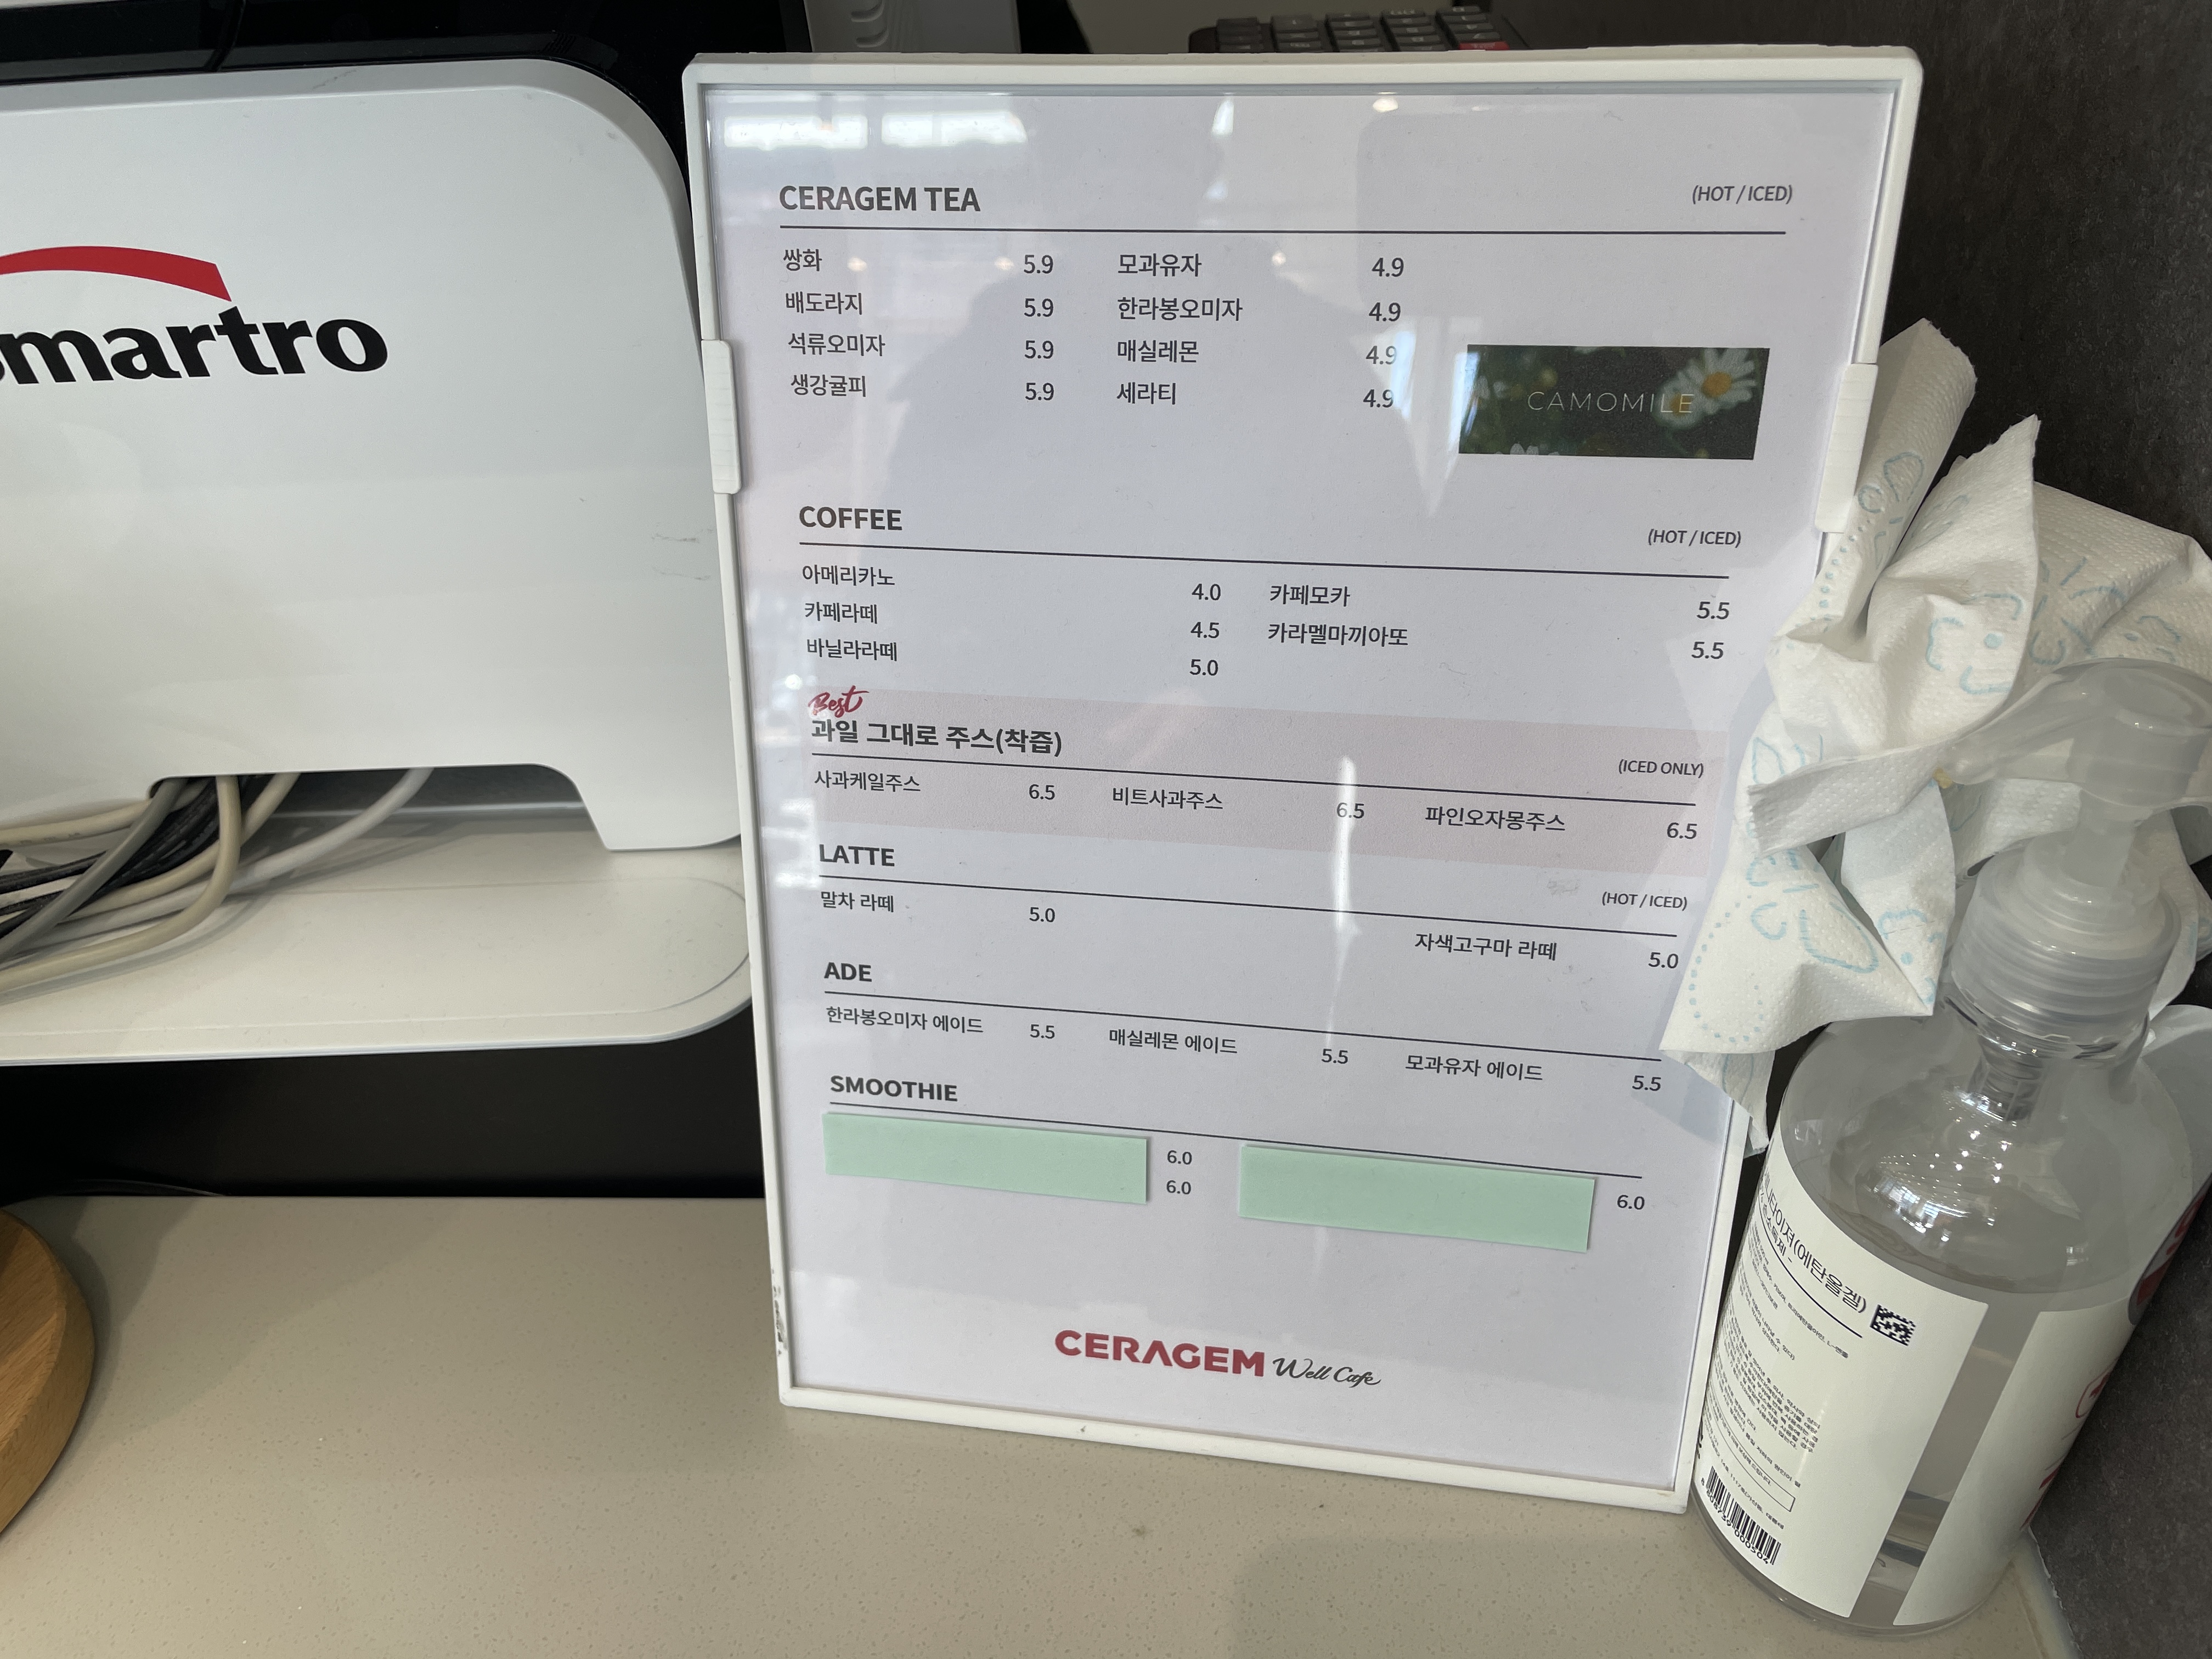 smartro
CERAGEM TEA (HOT / ICED)
쌍화 5.9 모과유자 4.9
배도라지 5.9 한라봉오미자 4.9
석류오미자 5.9 매실레몬 4.9
생강귤피 5.9 세라티 4.9
CAMOMILE
COFFEE (HOT / ICED)
아메리카노 4.0 카페모카 5.5
카페라떼 4.5 카라멜마끼아또 5.5
바닐라라떼 5.0
Best
과일 그대로 주스(착즙) (ICED ONLY)
사과케일주스 6.5 비트사과주스 6.5 파인오자몽주스 6.5
LATTE (HOT / ICED)
말차 라떼 5.0 자색고구마 라떼 5.0
ADE
한라봉오미자 에이드 5.5 매실레몬 에이드 5.5 모과유자 에이드 5.5
SMOOTHIE
6.0 6.0
6.0
CERAGEM Well Cafe
(에탄올겔)